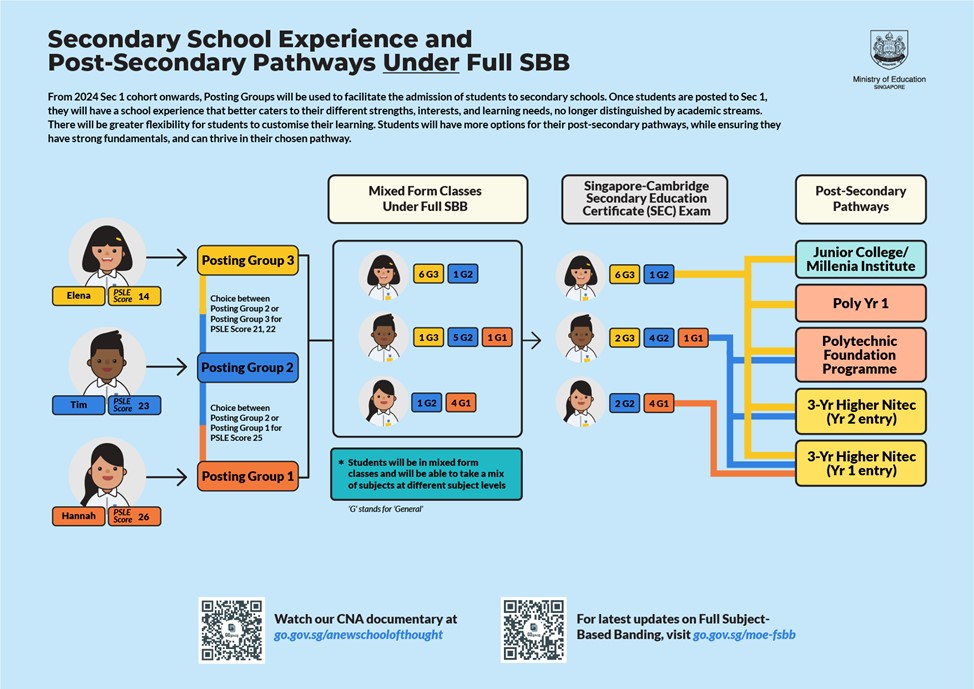 Secondary School Experience and
Post-Secondary Pathways Under Full SBB
Ministry of Education
SINGAPORE
From 2024 Sec 1 cohort onwards, Posting Groups will be used to facilitate the admission of students to secondary schools. Once students are posted to Sec 1,
they will have a school experience that better caters to their different strengths, interests, and learning needs, no longer distinguished by academic streams.
There will be greater flexibility for students to customise their learning. Students will have more options for their post-secondary pathways, while ensuring they
have strong fundamentals, and can thrive in their chosen pathway.
Mixed Form Classes
Under Full SBB
Singapore-Cambridge
Secondary Education
Certificate (SEC) Exam
Post-Secondary
Pathways
Elena
PSLE
Score 14
Posting Group 3
Choice between
Posting Group 2 or
Posting Group 3 for
PSLE Score 21, 22
Tim
PSLE
Score 23
Posting Group 2
Choice between
Posting Group 2 or
Posting Group 1 for
PSLE Score 25
Hannah
PSLE
Score 26
Posting Group 1
6 G3 1 G2
1 G3 5 G2 1 G1
1 G2 4 G1
* Students will be in mixed form
classes and will be able to take a mix
of subjects at different subject levels
'G' stands for 'General'
6 G3 1 G2
2 G3 4 G2 1 G1
2 G2 4 G1
Junior College/
Millenia Institute
Poly Yr 1
Polytechnic
Foundation
Programme
3-Yr Higher Nitec
(Yr 2 entry)
3-Yr Higher Nitec
(Yr 1 entry)
Watch our CNA documentary at
go.gov.sg/anewschoolofthought
For latest updates on Full Subject-
Based Banding, visit go.gov.sg/moe-fsbb